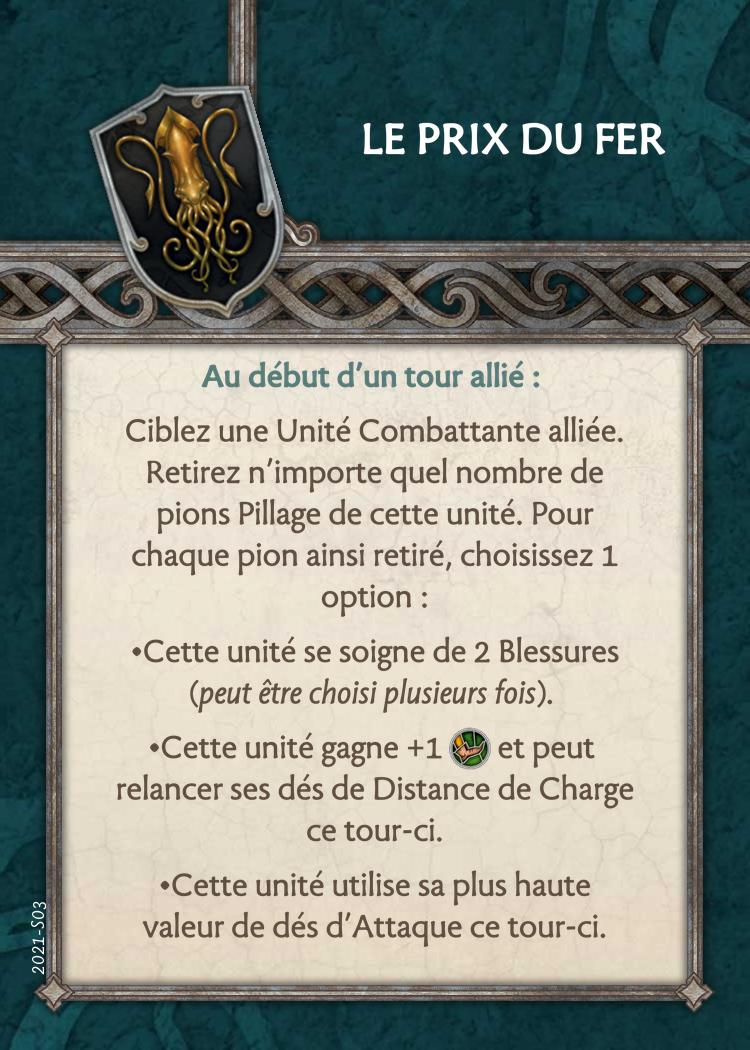 LE PRIX DU FER
Au début d’un tour allié :
Ciblez une Unité Combattante alliée.
Retirez n’importe quel nombre de
pions Pillage de cette unité. Pour
chaque pion ainsi retiré, choisissez 1
option :
•Cette unité se soigne de 2 Blessures
(peut être choisi plusieurs fois).
•Cette unité gagne +1 et peut
relancer ses dés de Distance de Charge
ce tour-ci.
•Cette unité utilise sa plus haute
valeur de dés d’Attaque ce tour-ci.
2021-S03